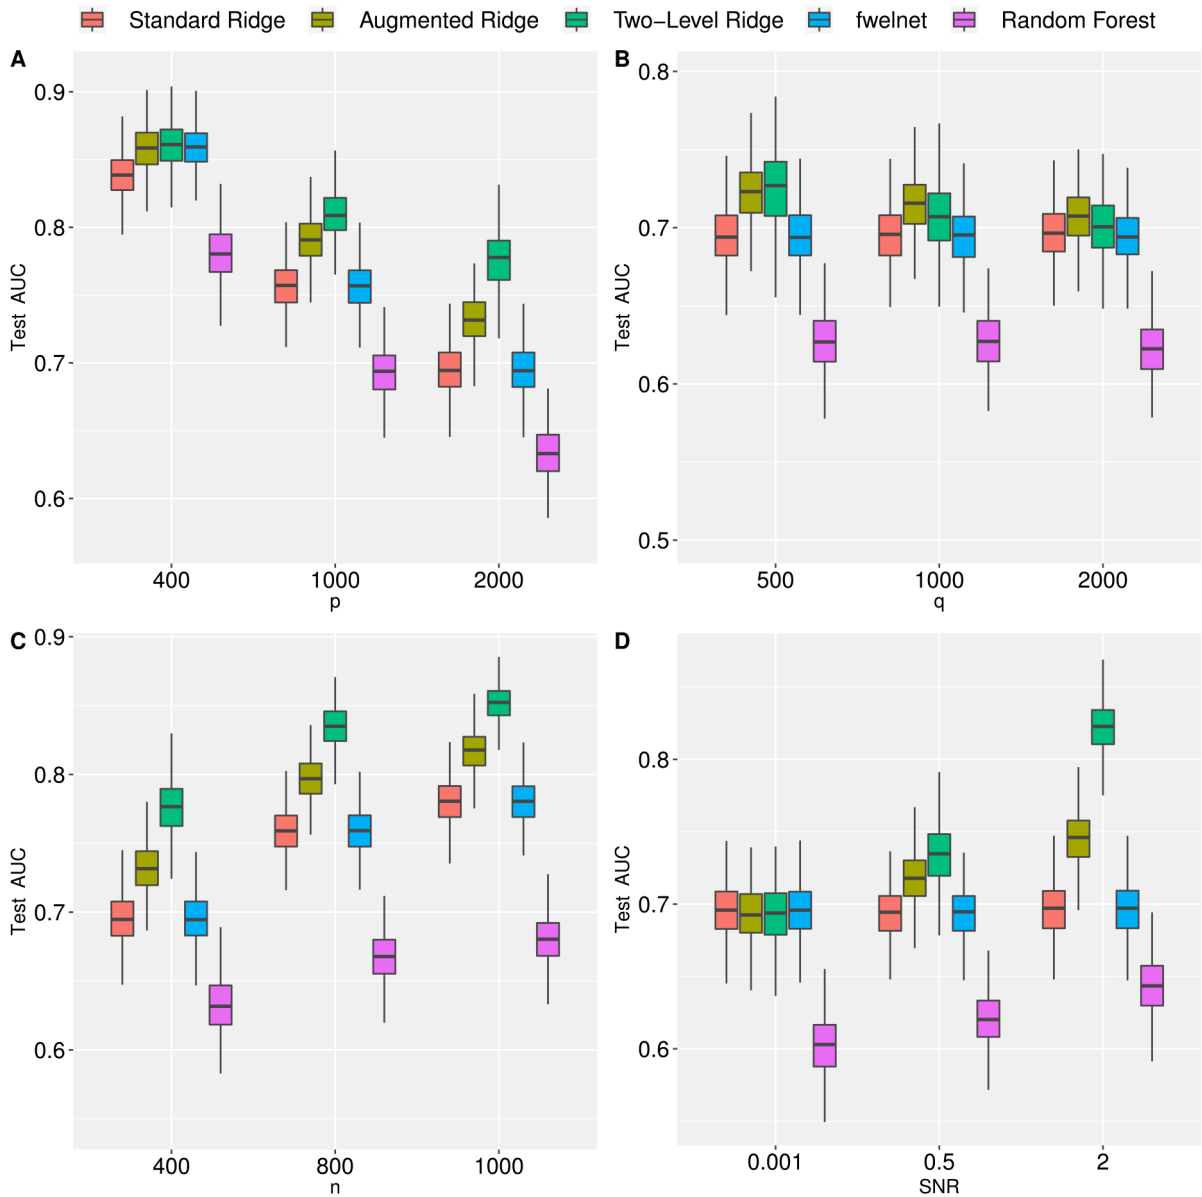 Standard Ridge Augmented Ridge Two−Level Ridge fwelnet Random Forest
A
0.9
0.8
0.7
0.6
Test AUC
400 1000 2000
p
B
0.8
0.7
0.6
0.5
Test AUC
500 1000 2000
q
C
0.9
0.8
0.7
0.6
Test AUC
400 800 1000
n
D
0.8
0.7
0.6
Test AUC
0.001 0.5 2
SNR